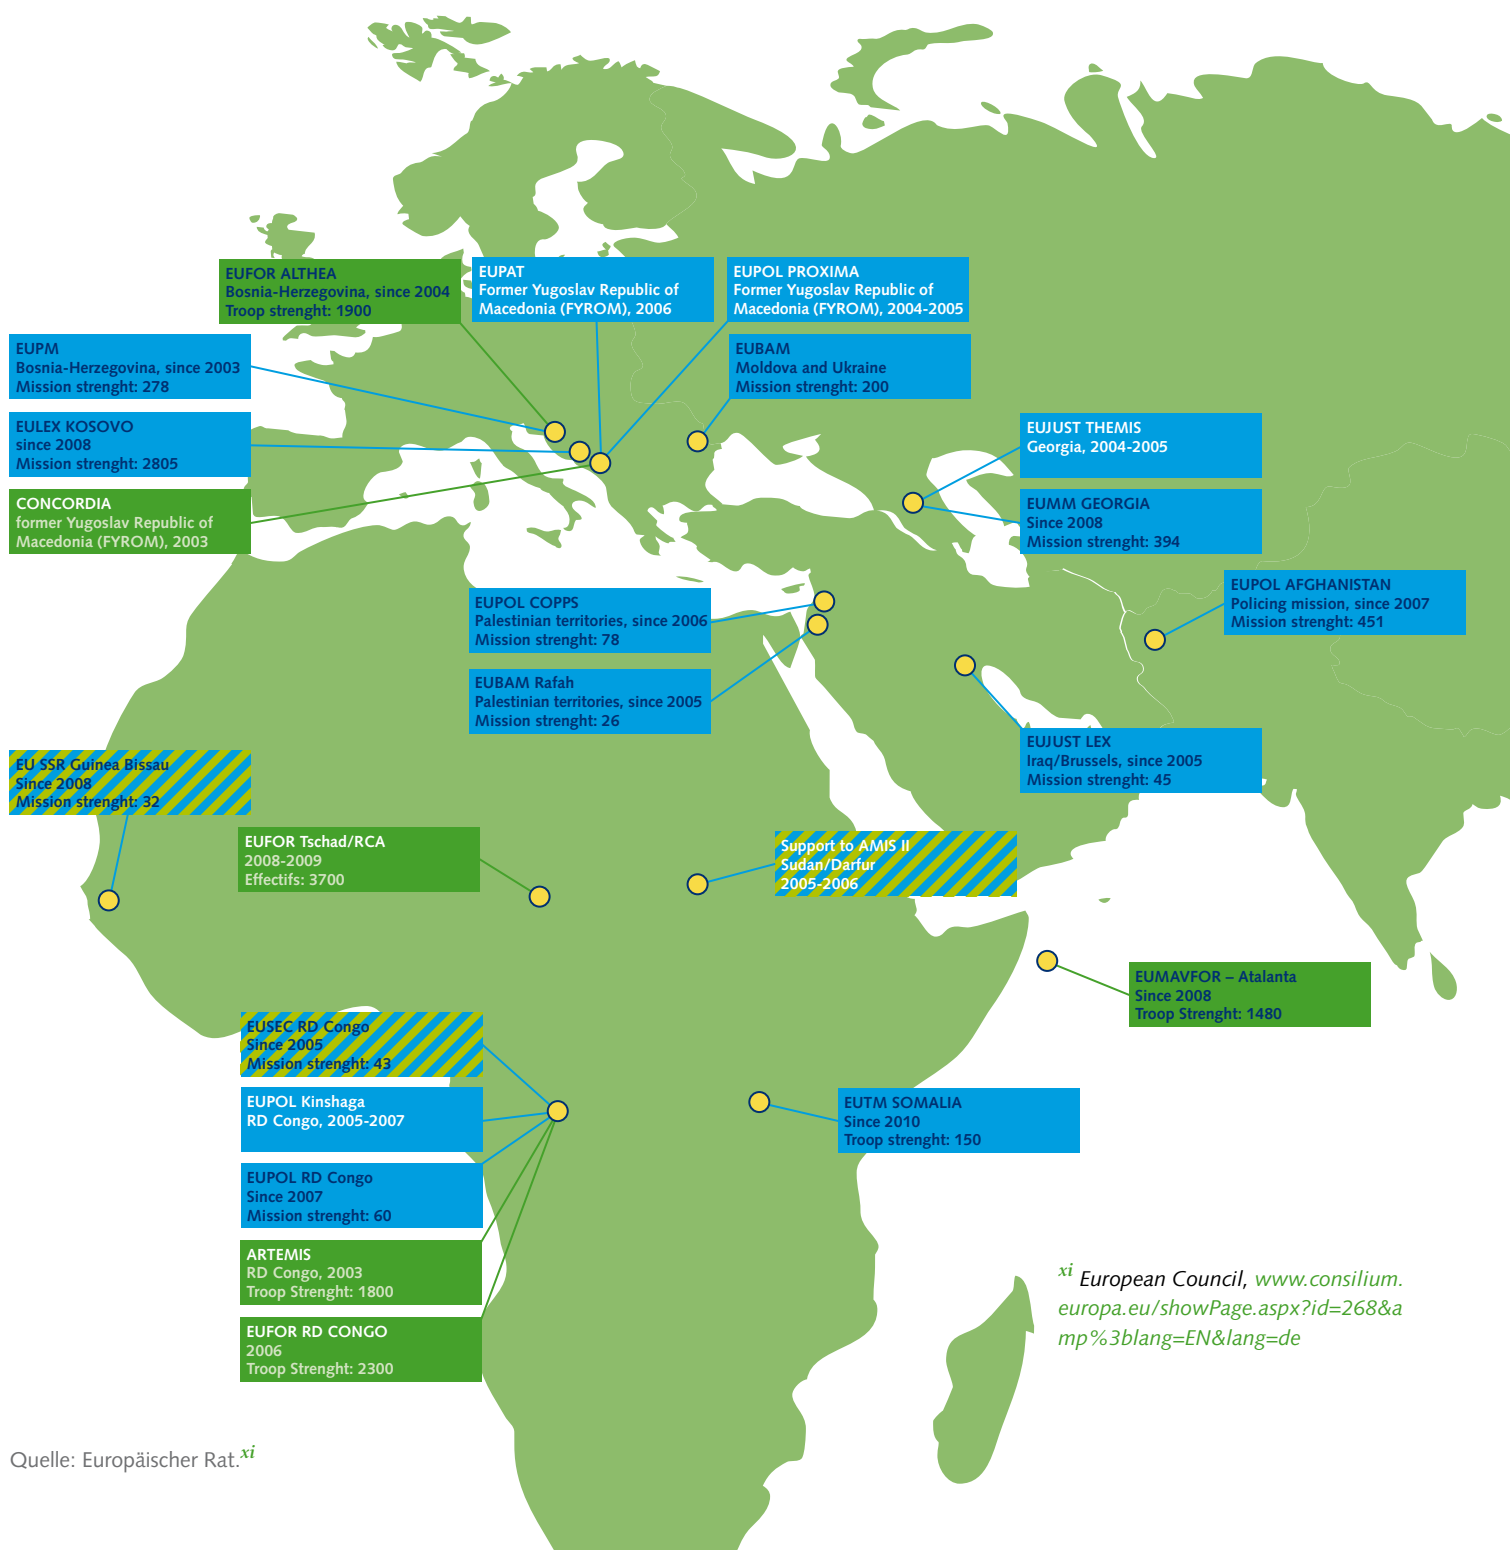 EUFOR ALTHEA
Bosnia-Herzegovina, since 2004
Troop strenght: 1900
EUPAT
Former Yugoslav Republic of
Macedonia (FYROM), 2006
EUPOL PROXIMA
Former Yugoslav Republic of
Macedonia (FYROM), 2004-2005
EUPM
Bosnia-Herzegovina, since 2003
Mission strenght: 278
EUBAM
Moldova and Ukraine
Mission strenght: 200
EULEX KOSOVO
since 2008
Mission strenght: 2805
EUJUST THEMIS
Georgia, 2004-2005
CONCORDIA
former Yugoslav Republic of
Macedonia (FYROM), 2003
EUMM GEORGIA
Since 2008
Mission strenght: 394
EUPOL AFGHANISTAN
Policing mission, since 2007
Mission strenght: 451
EUPOL COPPS
Palestinian territories, since 2006
Mission strenght: 78
EUBAM Rafah
Palestinian territories, since 2005
Mission strenght: 26
EUJUST LEX
Iraq/Brussels, since 2005
Mission strenght: 45
EU SSR Guinea Bissau
Since 2008
Mission strenght: 32
EUFOR Tschad/RCA
2008-2009
Effectifs: 3700
Support to AMIS II
Sudan/Darfur
2005-2006
EUMAVFOR – Atalanta
Since 2008
Troop Strenght: 1480
EUSEC RD Congo
Since 2005
Mission strenght: 43
EUPOL Kinshaga
RD Congo, 2005-2007
EUTM SOMALIA
Since 2010
Troop strenght: 150
EUPOL RD Congo
Since 2007
Mission strenght: 60
ARTEMIS
RD Congo, 2003
Troop Strenght: 1800
EUFOR RD CONGO
2006
Troop Strenght: 2300
xi European Council, www.consilium.
europa.eu/showPage.aspx?id=268&a
mp%3blang=EN&lang=de
Quelle: Europäischer Rat.xi